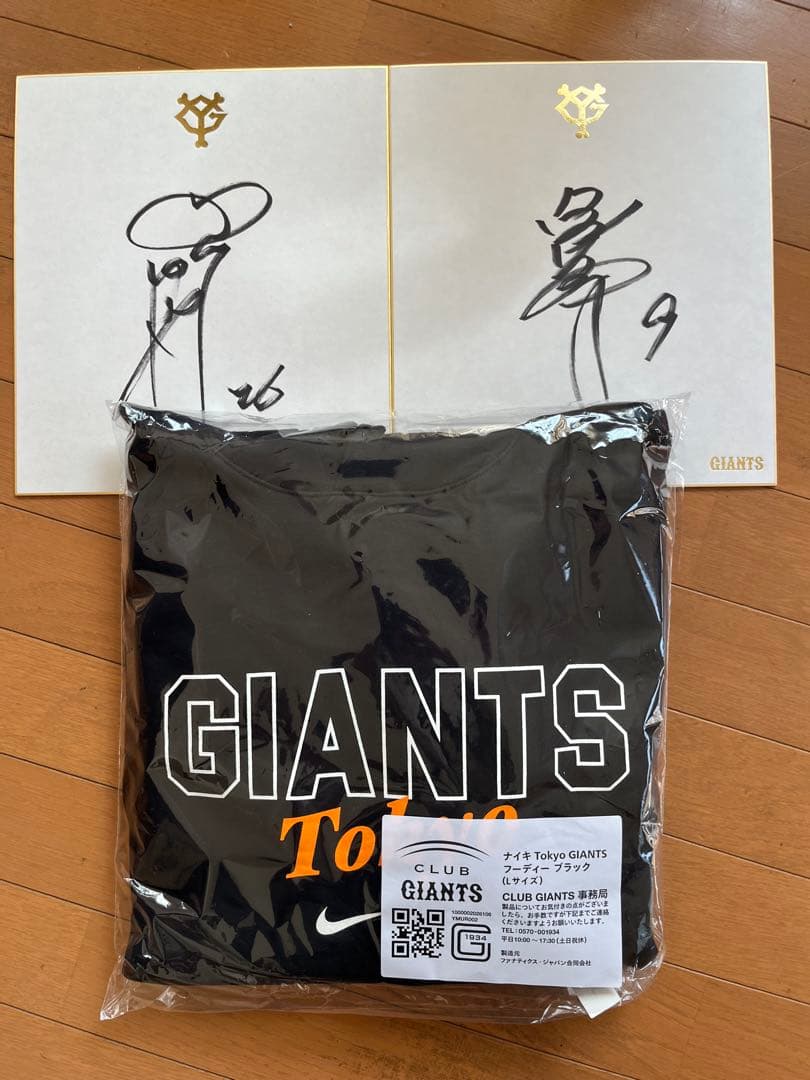 26
9
GIANTS
GIANTS
Tokyo
CLUB
GIANTS
1000002026106
YMUR002
1934
ナイキ Tokyo GIANTS
フーディー ブラック
(Lサイズ)
CLUB GIANTS 事務局
製品についてお気付きの点がございま
したら、お手数ですが下記までご連絡
くださいますようお願いいたします。
TEL : 0570-001934
平日10:00 ～ 17:30 (土日祝休)
製造元
ファナティクス・ジャパン合同会社